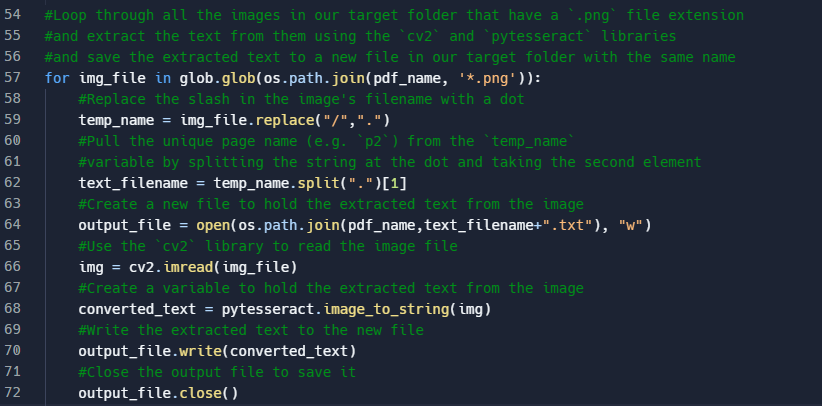 54 #Loop through all the images in our target folder that have a `.png` file extension
55 #and extract the text from them using the `cv2` and `pytesseract` libraries
56 #and save the extracted text to a new file in our target folder with the same name
57 for img_file in glob.glob(os.path.join(pdf_name, '*.png')):
58     #Replace the slash in the image's filename with a dot
59     temp_name = img_file.replace("/",".")
60     #Pull the unique page name (e.g. `p2`) from the `temp_name`
61     #variable by splitting the string at the dot and taking the second element
62     text_filename = temp_name.split(".")[1]
63     #Create a new file to hold the extracted text from the image
64     output_file = open(os.path.join(pdf_name,text_filename+".txt"), "w")
65     #Use the `cv2` library to read the image file
66     img = cv2.imread(img_file)
67     #Create a variable to hold the extracted text from the image
68     converted_text = pytesseract.image_to_string(img)
69     #Write the extracted text to the new file
70     output_file.write(converted_text)
71     #Close the output file to save it
72     output_file.close()